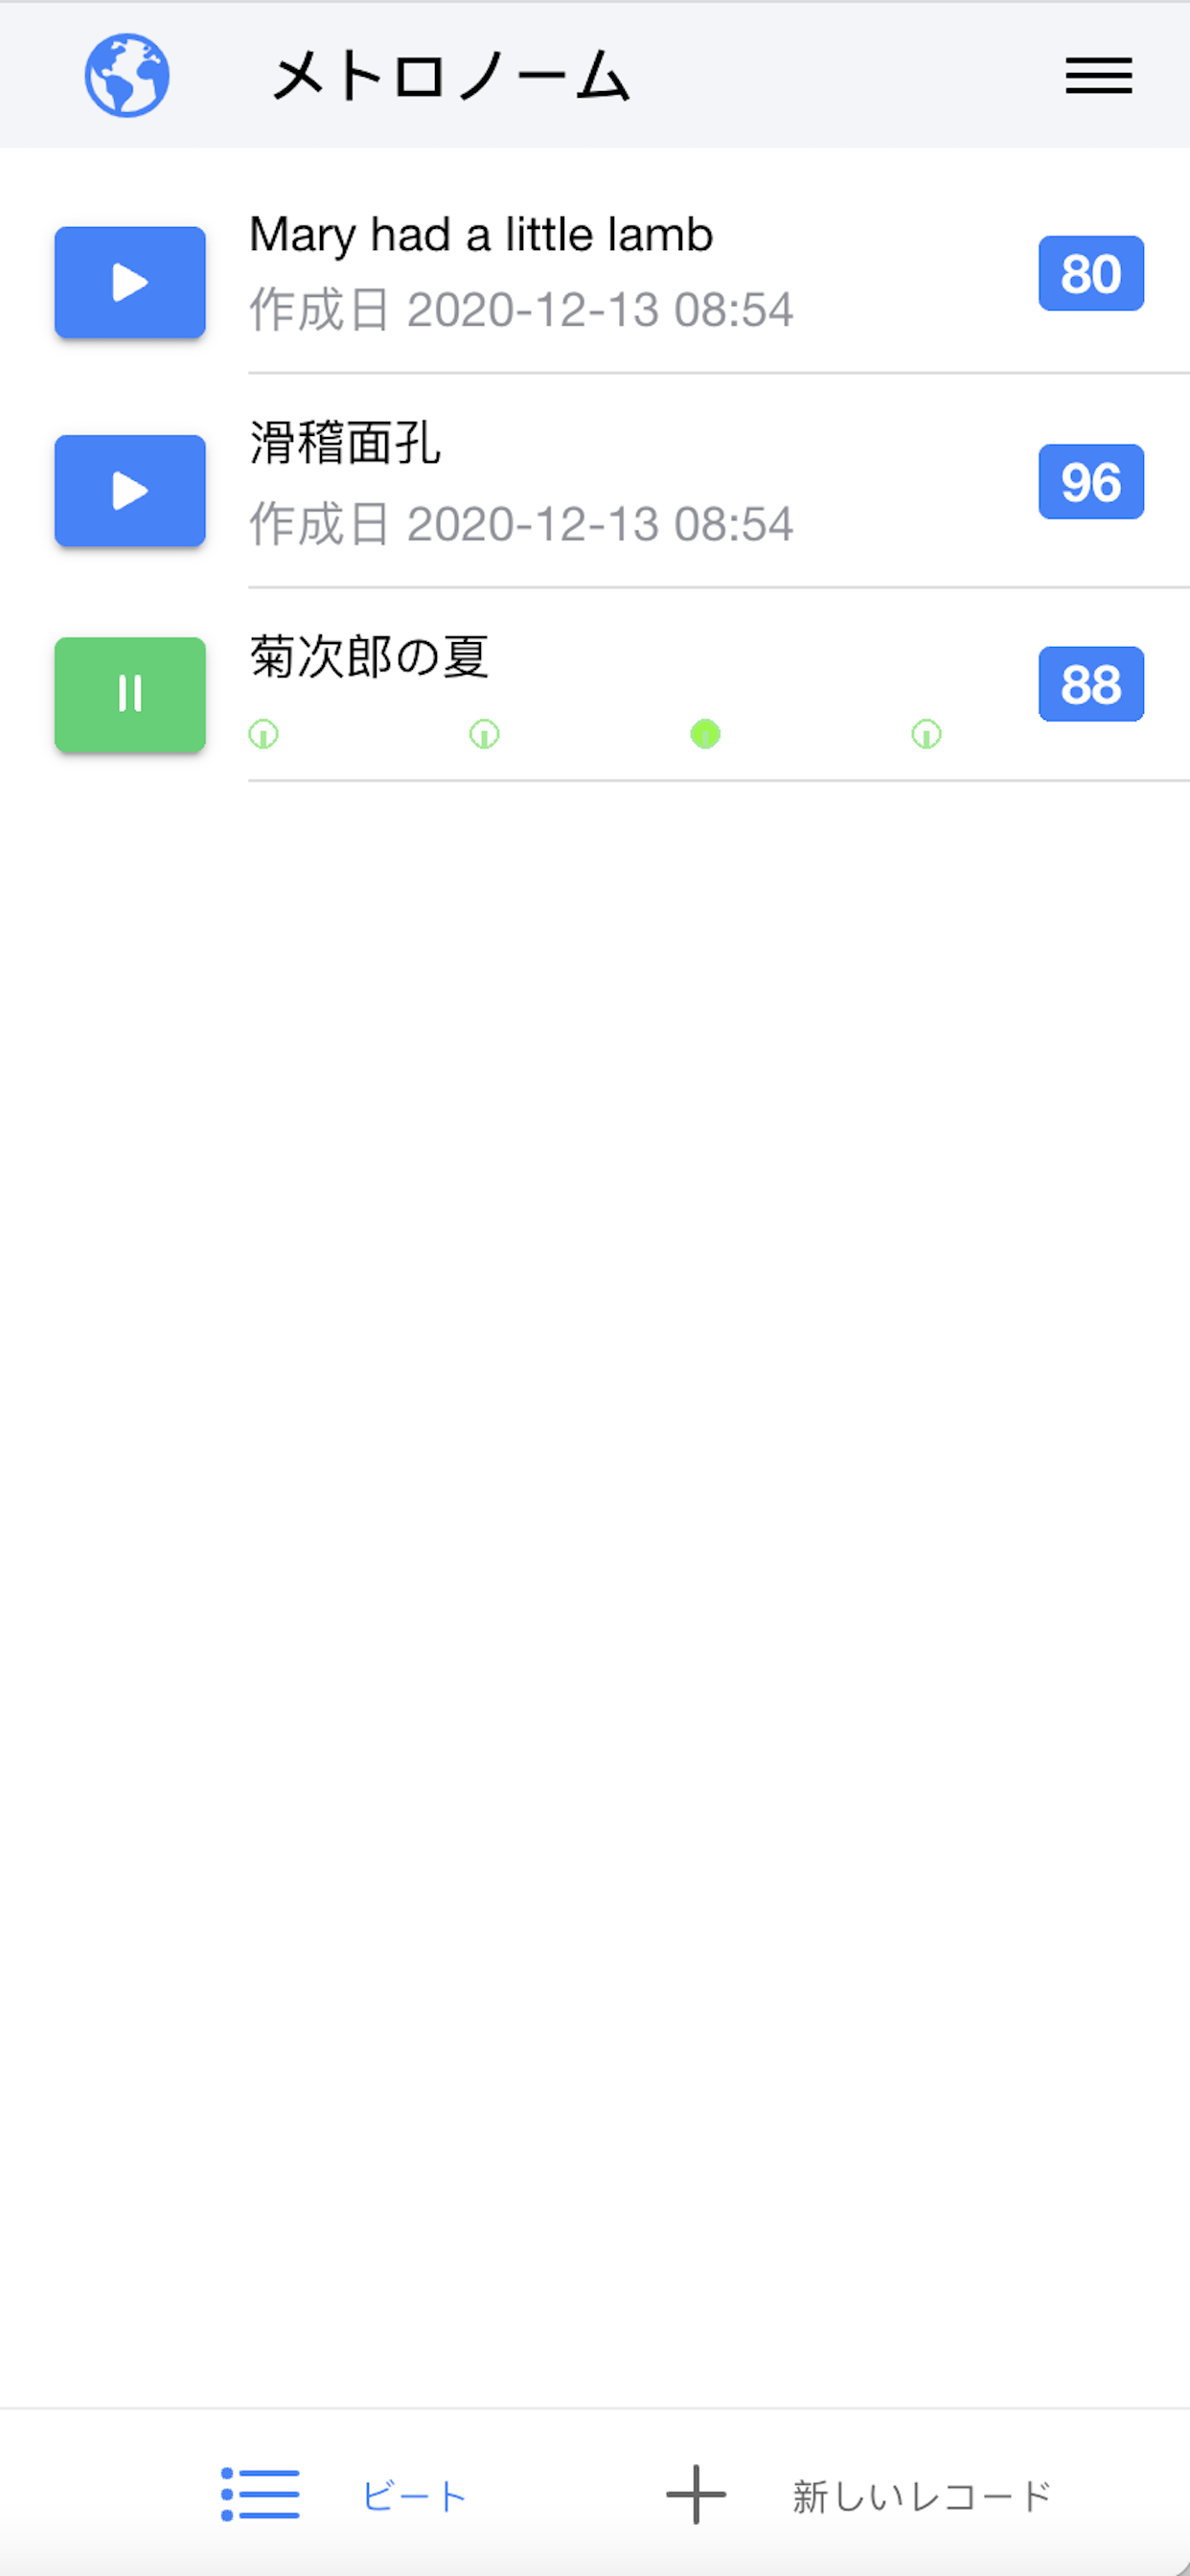 メトロノーム
Mary had a little lamb
作成日 2020-12-13 08:54
80
滑稽面孔
作成日 2020-12-13 08:54
96
菊次郎の夏
88
ビート
新しいレコード